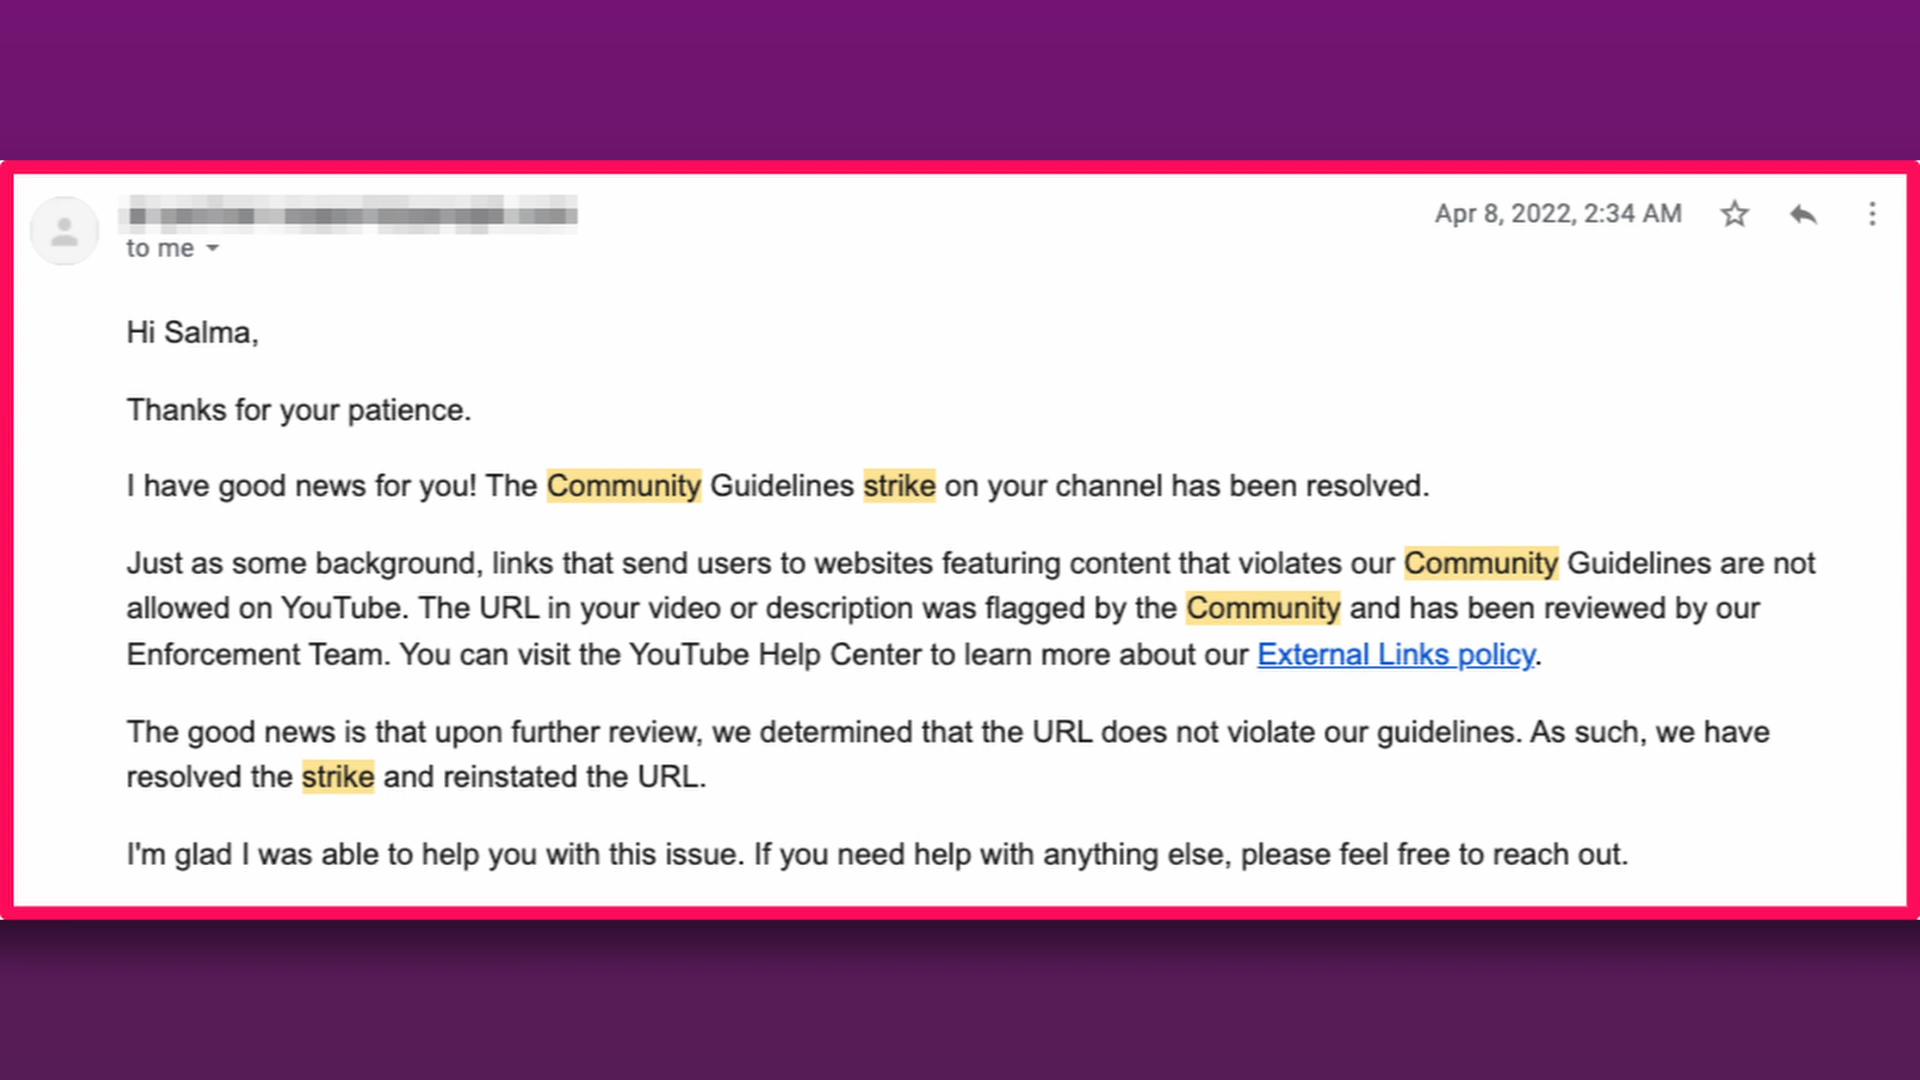 Apr 8, 2022, 2:34 AM
to me
Hi Salma,
Thanks for your patience.
I have good news for you! The Community Guidelines strike on your channel has been resolved.
Just as some background, links that send users to websites featuring content that violates our Community Guidelines are not
allowed on YouTube. The URL in your video or description was flagged by the Community and has been reviewed by our
Enforcement Team. You can visit the YouTube Help Center to learn more about our External Links policy.
The good news is that upon further review, we determined that the URL does not violate our guidelines. As such, we have
resolved the strike and reinstated the URL.
I'm glad I was able to help you with this issue. If you need help with anything else, please feel free to reach out.